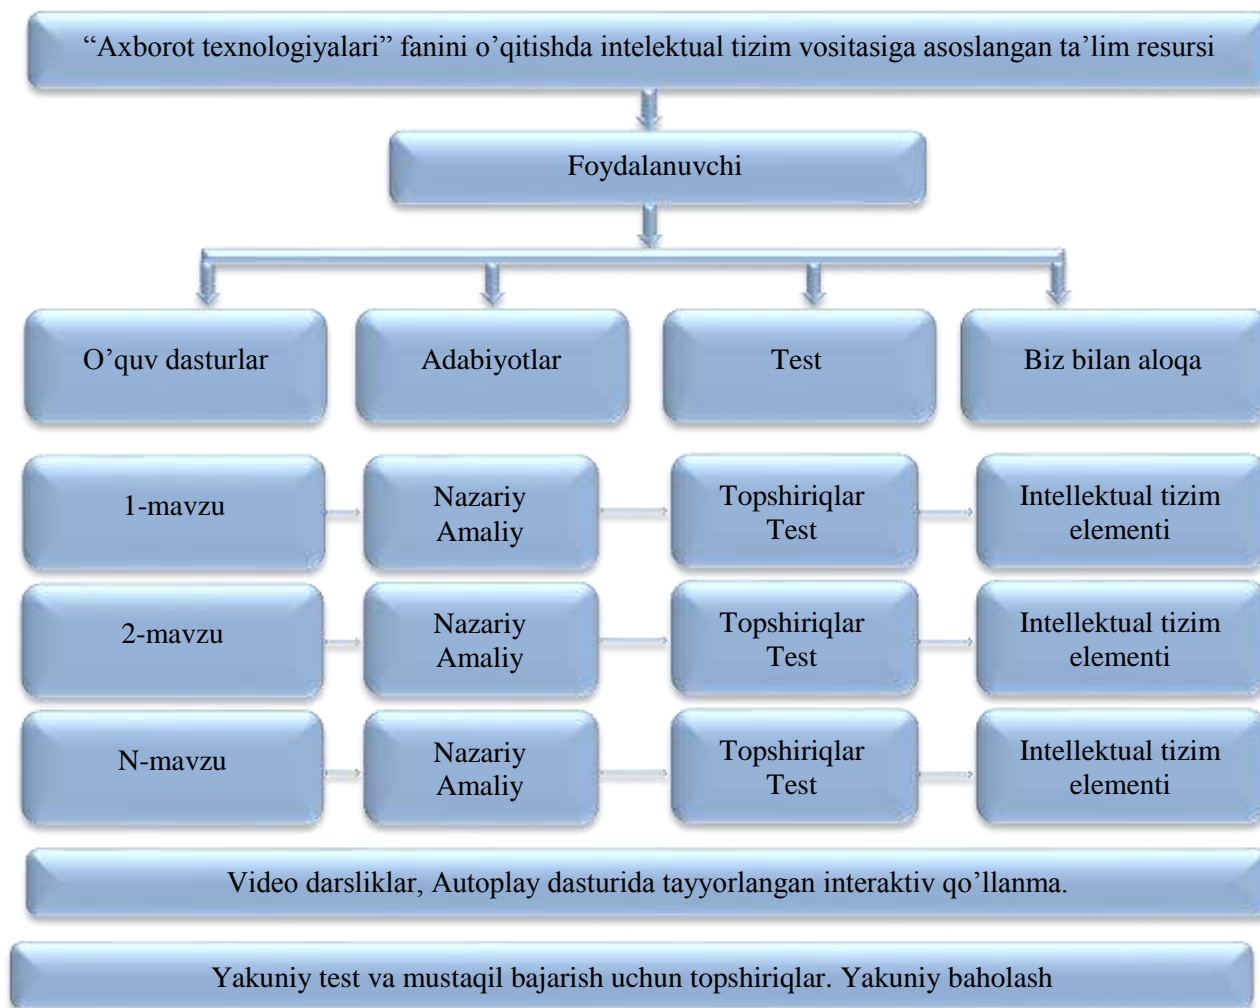 “Axborot texnologiyalari” fanini o’qitishda intelektual tizim vositasiga asoslangan ta’lim resursi
Foydalanuvchi
O’quv dasturlar
Adabiyotlar
Test
Biz bilan aloqa
1-mavzu
Nazariy
Amaliy
Topshiriqlar
Test
Intellektual tizim
elementi
2-mavzu
Nazariy
Amaliy
Topshiriqlar
Test
Intellektual tizim
elementi
N-mavzu
Nazariy
Amaliy
Topshiriqlar
Test
Intellektual tizim
elementi
Video darsliklar, Autoplay dasturida tayyorlangan interaktiv qo’llanma.
Yakuniy test va mustaqil bajarish uchun topshiriqlar. Yakuniy baholash